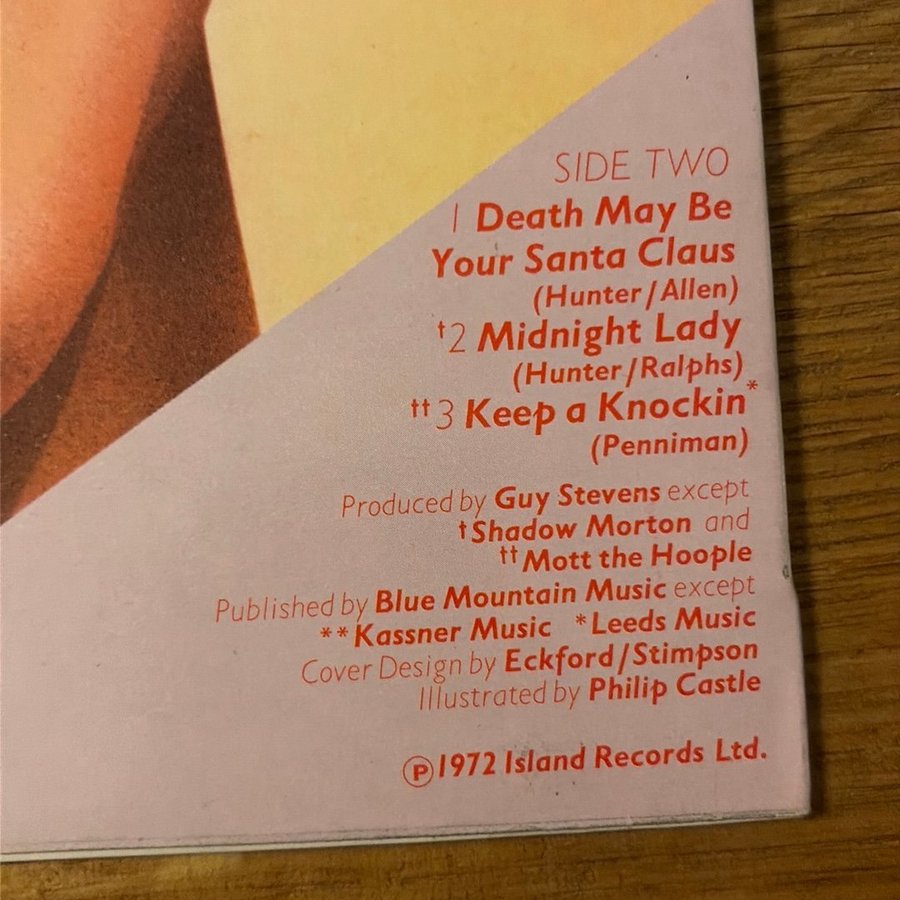 SIDE TWO
1 Death May Be
Your Santa Claus
(Hunter/Allen)
†2 Midnight Lady
(Hunter/Ralphs)
††3 Keep a Knockin*
(Penniman)
Produced by Guy Stevens except
†Shadow Morton and
††Mott the Hoople
Published by Blue Mountain Music except
**Kassner Music *Leeds Music
Cover Design by Eckford/Stimpson
Illustrated by Philip Castle
℗1972 Island Records Ltd.